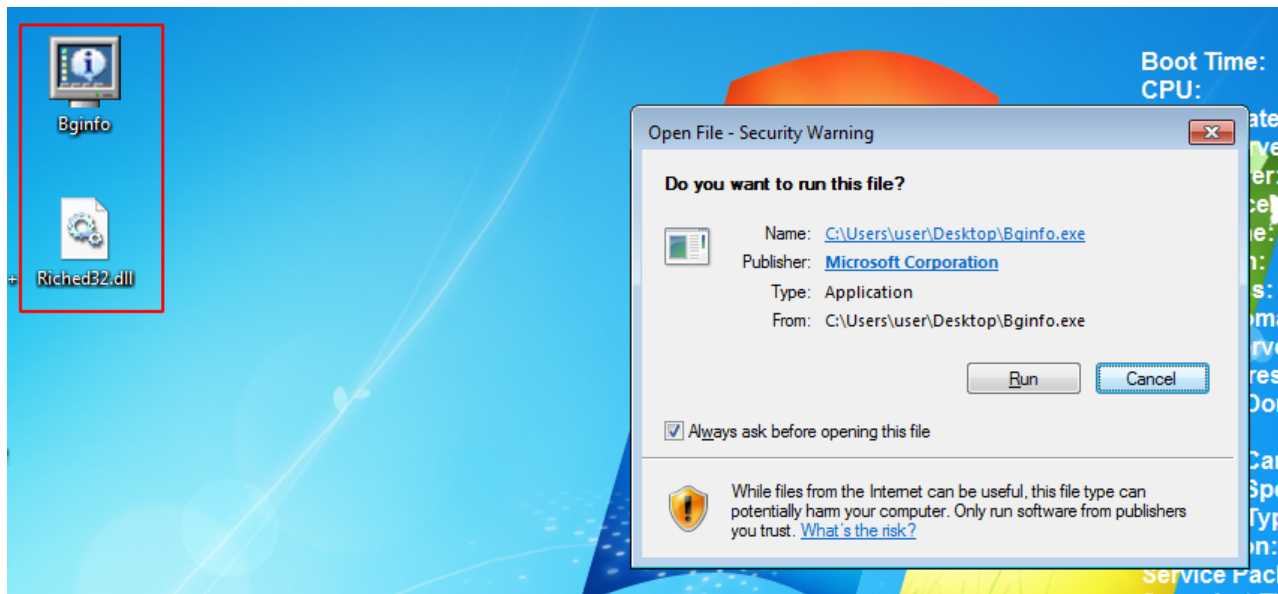 Bginfo
Riched32.dll
Boot Time:
CPU:
Open File - Security Warning
Do you want to run this file?
Name: C:\Users\user\Desktop\Bginfo.exe
Publisher: Microsoft Corporation
Type: Application
From: C:\Users\user\Desktop\Bginfo.exe
Run Cancel
Always ask before opening this file
While files from the Internet can be useful, this file type can
potentially harm your computer. Only run software from publishers
you trust. What's the risk?
Service Pac